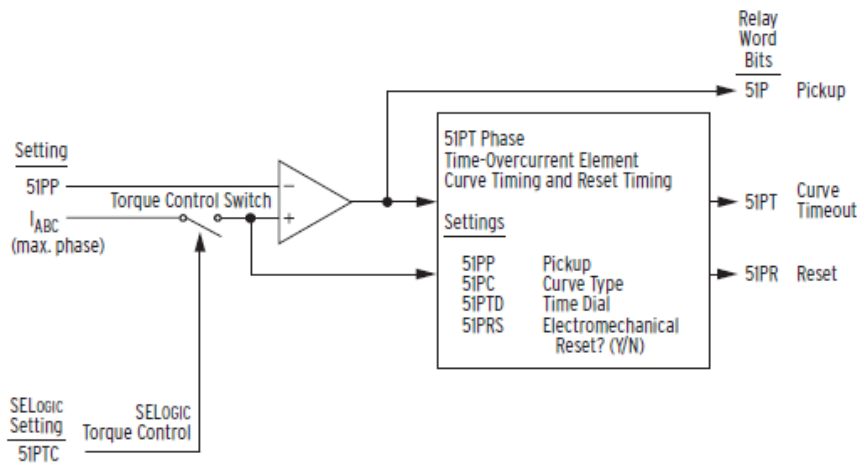 Relay
Word
Bits
51P Pickup
51PT Phase
Time-Overcurrent Element
Curve Timing and Reset Timing
Settings
51PP Pickup
51PC Curve Type
51PTD Time Dial
51PRS Electromechanical
Reset? (Y/N)
51PT Curve
Timeout
51PR Reset
Setting
51PP
Torque Control Switch
IABC
(max. phase)
−
+
SELOGIC
Setting
51PTC
SELOGIC
Torque Control